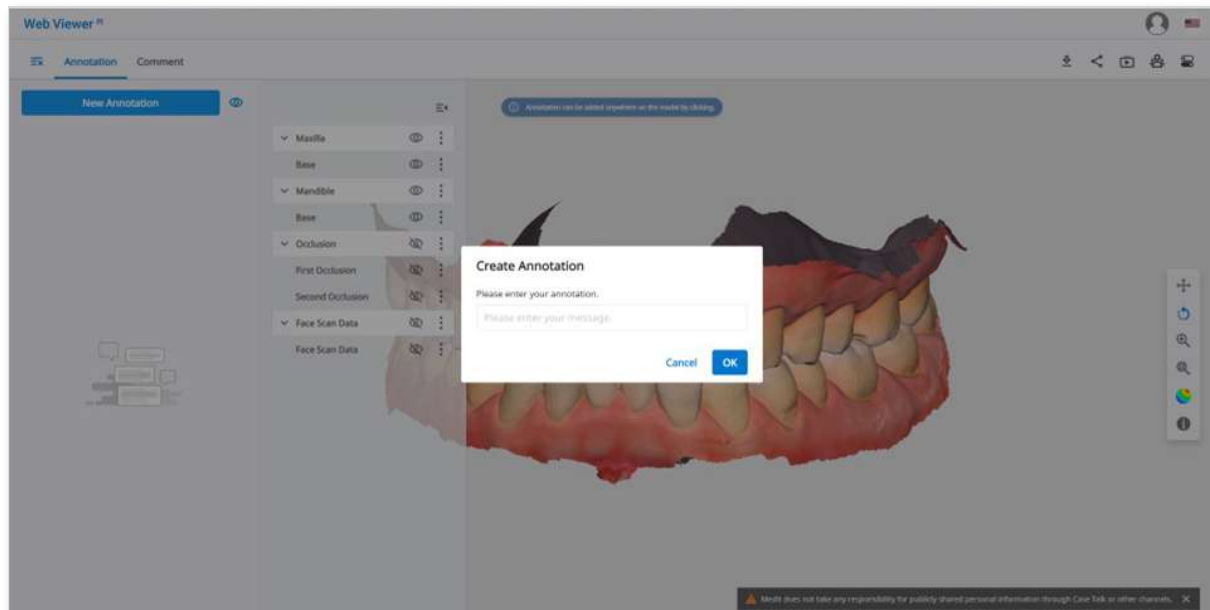 Web Viewer
Annotation Comment
New Annotation
Annotation can be added anywhere on the model by clicking.
Maxilla
Base
Mandible
Base
Occlusion
First Occlusion
Second Occlusion
Face Scan Data
Face Scan Data
Create Annotation
Please enter your annotation.
Please enter your message.
Cancel OK
Medit does not take any responsibility for publicly shared personal information through Case Talk or other channels.